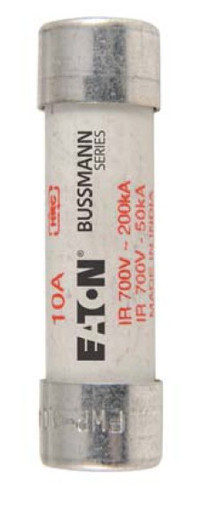 10A
HRC
EATON®
BUSSMANN
SERIES
IR 700V ~ 200kA
IR 700V - 50kA
MADE IN INDIA